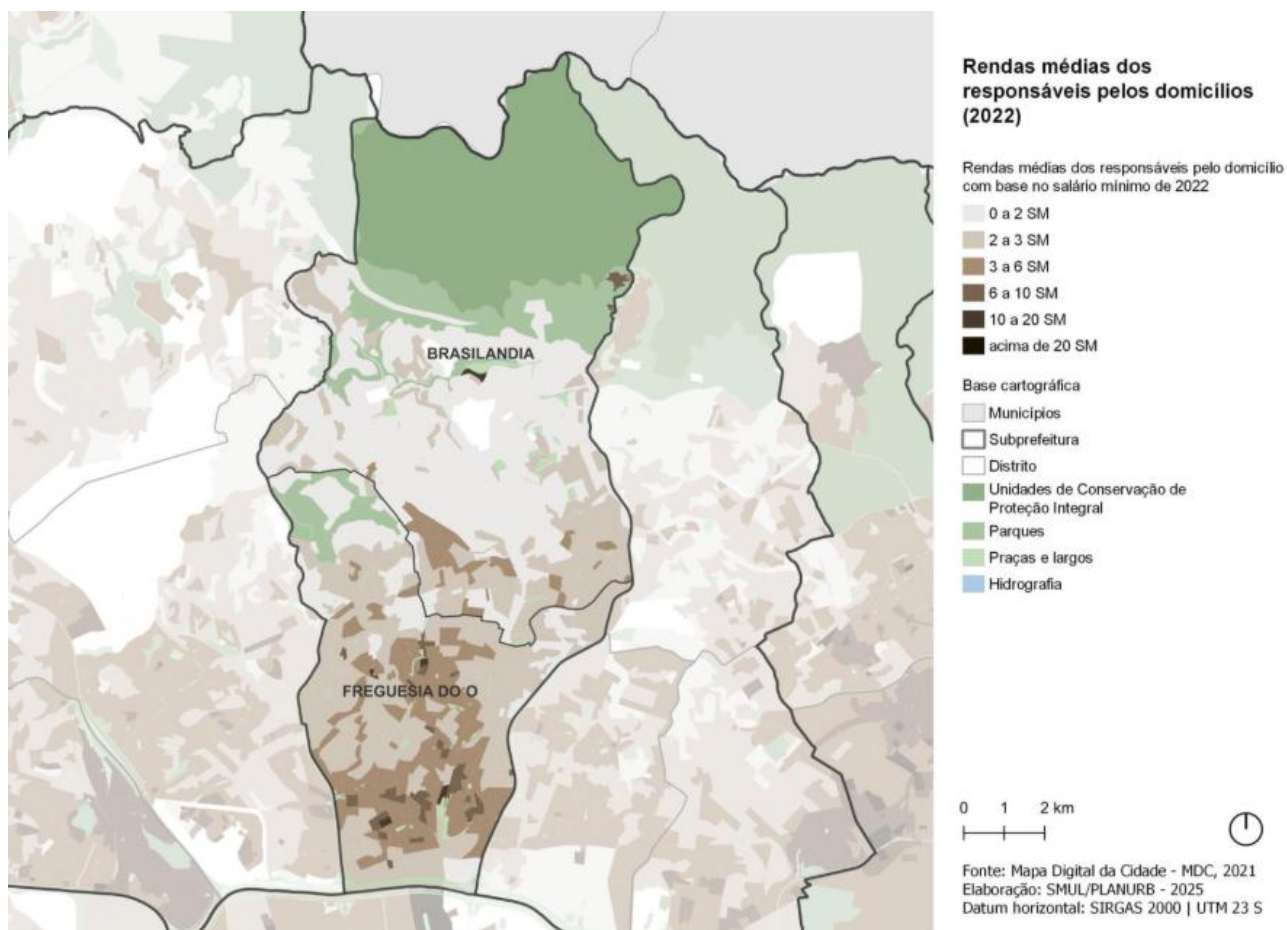 Rendas médias dos
responsáveis pelos domicílios
(2022)
Rendas médias dos responsáveis pelo domicílio
com base no salário mínimo de 2022
0 a 2 SM
2 a 3 SM
3 a 6 SM
6 a 10 SM
10 a 20 SM
acima de 20 SM
Base cartográfica
Municípios
Subprefeitura
Distrito
Unidades de Conservação de
Proteção Integral
Parques
Praças e largos
Hidrografia
BRASILANDIA
FREGUESIA DO O
0 1 2 km
Fonte: Mapa Digital da Cidade - MDC, 2021
Elaboração: SMUL/PLANURB - 2025
Datum horizontal: SIRGAS 2000 | UTM 23 S